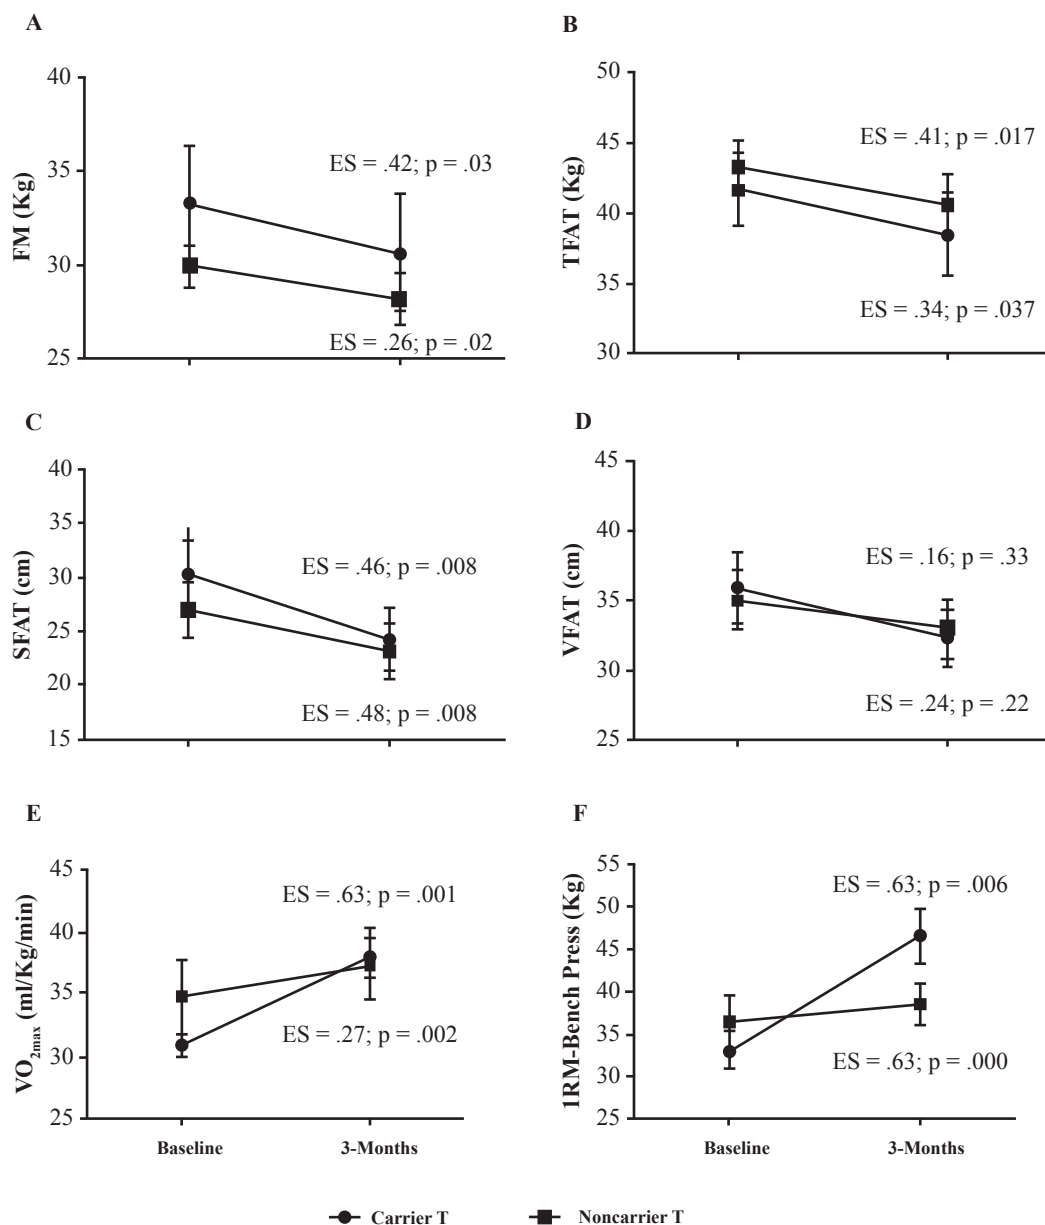 A
FM (Kg)
40
35
30
25
ES = .42; p = .03
ES = .26; p = .02
B
TFAT (Kg)
50
45
40
35
30
ES = .41; p = .017
ES = .34; p = .037
C
SFAT (cm)
40
35
30
25
20
15
ES = .46; p = .008
ES = .48; p = .008
D
VFAT (cm)
45
40
35
30
25
ES = .16; p = .33
ES = .24; p = .22
E
VO2max (ml/Kg/min)
45
40
35
30
25
ES = .63; p = .001
ES = .27; p = .002
Baseline
3-Months
F
1RM-Bench Press (Kg)
55
50
45
40
35
30
25
ES = .63; p = .006
ES = .63; p = .000
Baseline
3-Months
Carrier T
Noncarrier T